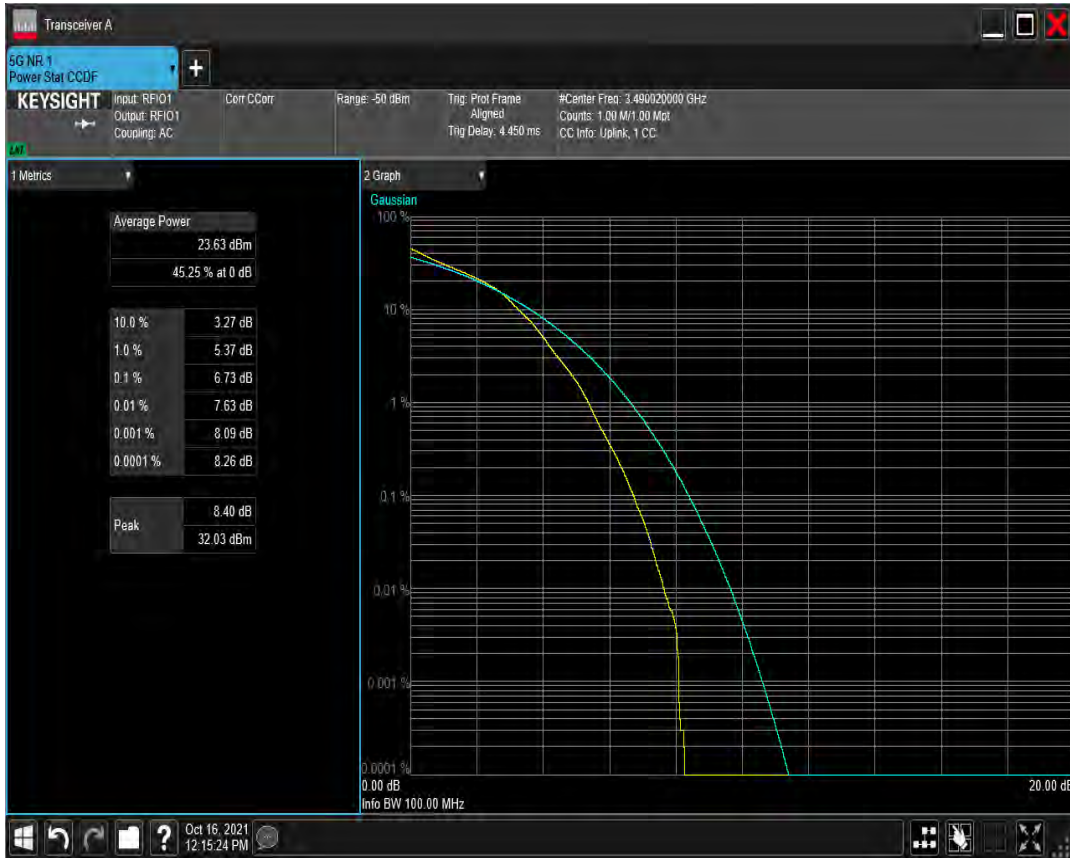 Transceiver A
5G NR 1
Power Stat CCDF
+
KEYSIGHT
Input: RFIO1
Output: RFIO1
Coupling: AC
Corr CCorr
Range: -50 dBm
Trig: Prot Frame
Aligned
Trig Delay: 4.450 ms
#Center Freq: 3.490020000 GHz
Counts: 1.00 M/1.00 Mpt
CC Info: Uplink, 1 CC
1 Metrics
Average Power
23.63 dBm
45.25 % at 0 dB
10.0 % 3.27 dB
1.0 % 5.37 dB
0.1 % 6.73 dB
0.01 % 7.63 dB
0.001 % 8.09 dB
0.0001 % 8.26 dB
Peak
8.40 dB
32.03 dBm
2 Graph
Gaussian
100 %
10 %
1 %
0.1 %
0.01 %
0.001 %
0.0001 %
0.00 dB
20.00 dB
Info BW 100.00 MHz
?
Oct 16, 2021
12:15:24 PM